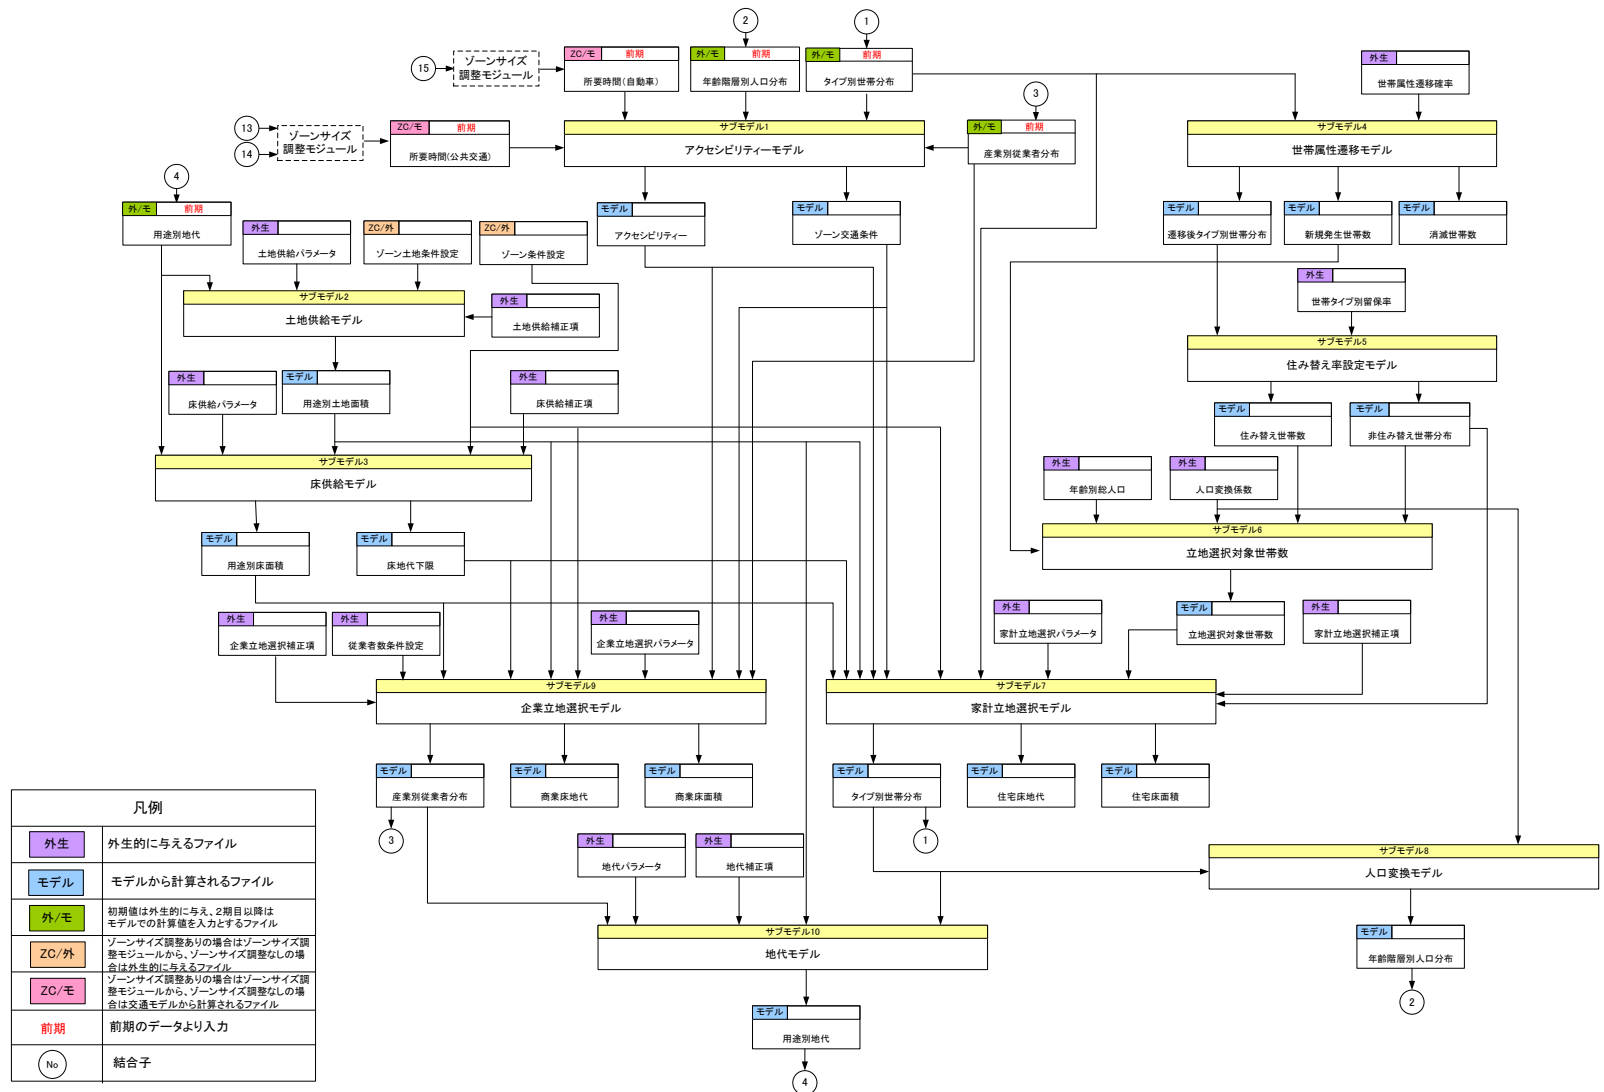 2
1
15
ゾーンサイズ
調整モジュール
ZC/モ 前期
所要時間(自動車)
外/モ 前期
年齢階層別人口分布
外/モ 前期
タイプ別世帯分布
外生
世帯属性遷移確率
3
13
14
ゾーンサイズ
調整モジュール
ZC/モ 前期
所要時間(公共交通)
サブモデル1
アクセシビリティーモデル
外/モ 前期
産業別従業者分布
サブモデル4
世帯属性遷移モデル
4
外/モ 前期
用途別地代
外生
土地供給パラメータ
ZC/外
ゾーン土地条件設定
ZC/外
ゾーン条件設定
モデル
アクセシビリティー
モデル
ゾーン交通条件
モデル
遷移後タイプ別世帯分布
モデル
新規発生世帯数
モデル
消滅世帯数
サブモデル2
土地供給モデル
外生
土地供給補正項
外生
世帯タイプ別留保率
サブモデル5
住み替え率設定モデル
外生
床供給パラメータ
モデル
用途別土地面積
外生
床供給補正項
モデル
住み替え世帯数
モデル
非住み替え世帯分布
サブモデル3
床供給モデル
外生
年齢別総人口
外生
人口変換係数
サブモデル6
立地選択対象世帯数
モデル
用途別床面積
モデル
床地代下限
外生
企業立地選択補正項
外生
従業者数条件設定
外生
企業立地選択パラメータ
外生
家計立地選択パラメータ
モデル
立地選択対象世帯数
外生
家計立地選択補正項
サブモデル9
企業立地選択モデル
サブモデル7
家計立地選択モデル
モデル
産業別従業者分布
モデル
商業床地代
モデル
商業床面積
モデル
タイプ別世帯分布
モデル
住宅床地代
モデル
住宅床面積
3
1
外生
地代パラメータ
外生
地代補正項
サブモデル8
人口変換モデル
サブモデル10
地代モデル
モデル
年齢階層別人口分布
2
モデル
用途別地代
4
凡例
外生 外生的に与えるファイル
モデル モデルから計算されるファイル
外/モ 初期値は外生的に与え、2期目以降は
モデルでの計算値を入力とするファイル
ZC/外 ゾーンサイズ調整ありの場合はゾーンサイズ調
整モジュールから、ゾーンサイズ調整なしの場
合は外生的に与えるファイル
ZC/モ ゾーンサイズ調整ありの場合はゾーンサイズ調
整モジュールから、ゾーンサイズ調整なしの場
合は交通モデルから計算されるファイル
前期 前期のデータより入力
No 結合子